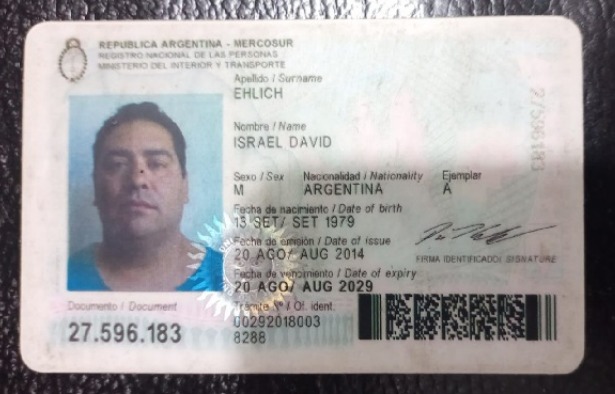 REPUBLICA ARGENTINA - MERCOSUR
REGISTRO NACIONAL DE LAS PERSONAS
MINISTERIO DEL INTERIOR Y TRANSPORTE
Apellido / Surname
EHLICH
Nombre / Name
ISRAEL DAVID
Sexo / Sex Nacionalidad / Nationality Ejemplar
M ARGENTINA A
Fecha de nacimiento / Date of birth
13 SET/ SET 1979
Fecha de emisión / Date of issue
20 AGO/ AUG 2014
FIRMA IDENTIFICADO/ SIGNATURE
Fecha de vencimiento / Date of expiry
20 AGO/ AUG 2029
Documento / Document
27.596.183
Trámite Nº / Of. ident.
00292018003
8288
27596183